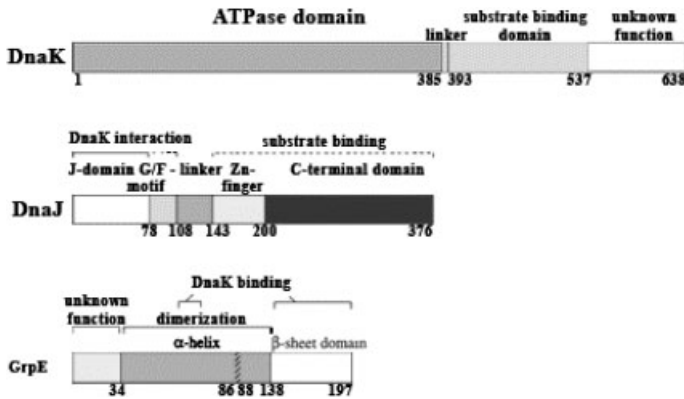 ATPase domain
substrate binding unknown
linker domain function
DnaK
1 385 393 537 638
DnaK interaction substrate binding
J-domain G/F - linker Zn- C-terminal domain
motif finger
DnaJ
78 108 143 200 376
DnaK binding
unknown
function dimerization
α-helix β-sheet domain
GrpE
34 86 88 138 197